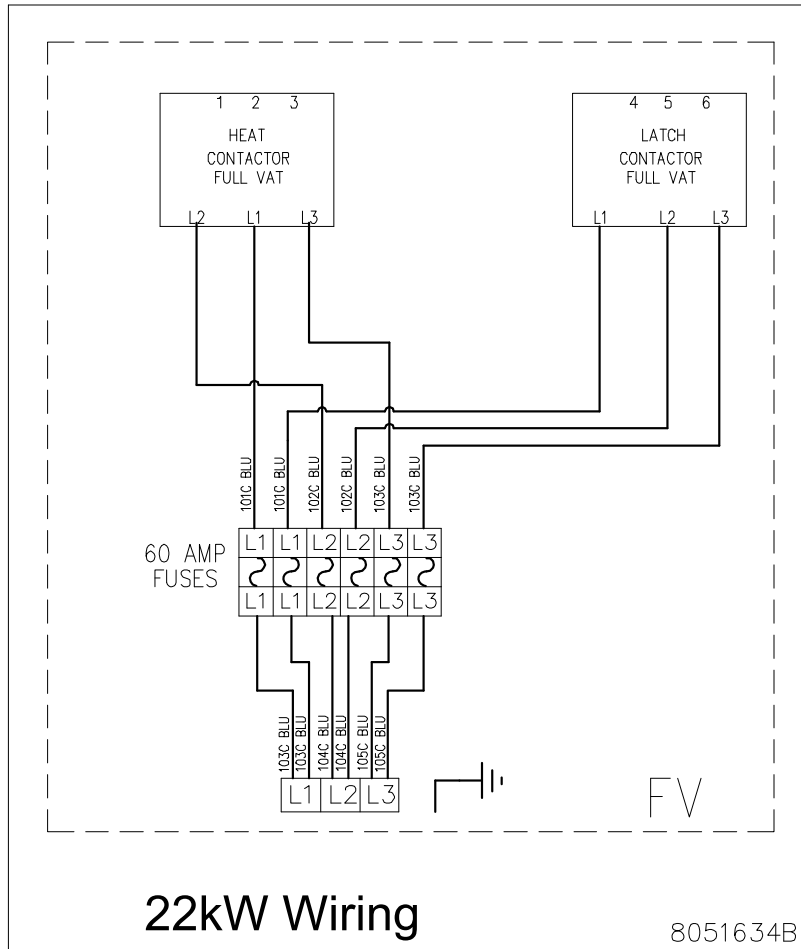 1 2 3
HEAT
CONTACTOR
FULL VAT
L2 L1 L3
4 5 6
LATCH
CONTACTOR
FULL VAT
L1 L2 L3
101C BLU
101C BLU
102C BLU
102C BLU
103C BLU
103C BLU
60 AMP
FUSES
L1 L1 L2 L2 L3 L3
L1 L1 L2 L2 L3 L3
103C BLU
103C BLU
104C BLU
104C BLU
105C BLU
105C BLU
L1 L2 L3
FV
22kW Wiring
8051634B